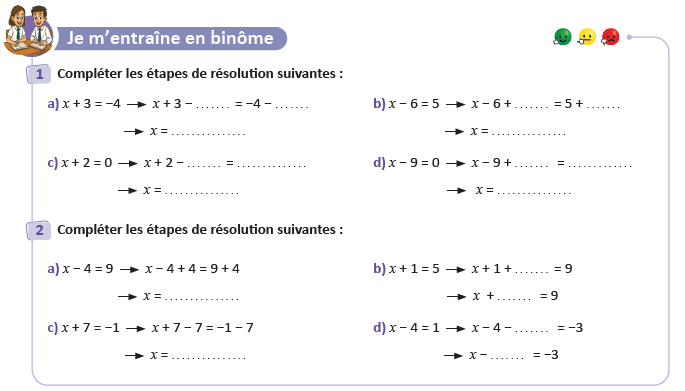 Je m'entraîne en binôme
1 Compléter les étapes de résolution suivantes :
a) x + 3 = −4 → x + 3 − ....... = −4 − .......
→ x = ...............
b) x − 6 = 5 → x − 6 + ....... = 5 + .......
→ x = ...............
c) x + 2 = 0 → x + 2 − ....... = ..............
→ x = ...............
d) x − 9 = 0 → x − 9 + ....... = .............
→ x = ...............
2 Compléter les étapes de résolution suivantes :
a) x − 4 = 9 → x − 4 + 4 = 9 + 4
→ x = ...............
b) x + 1 = 5 → x + 1 + ....... = 9
→ x + ....... = 9
c) x + 7 = −1 → x + 7 − 7 = −1 − 7
→ x = ...............
d) x − 4 = 1 → x − 4 − ....... = −3
→ x − ....... = −3